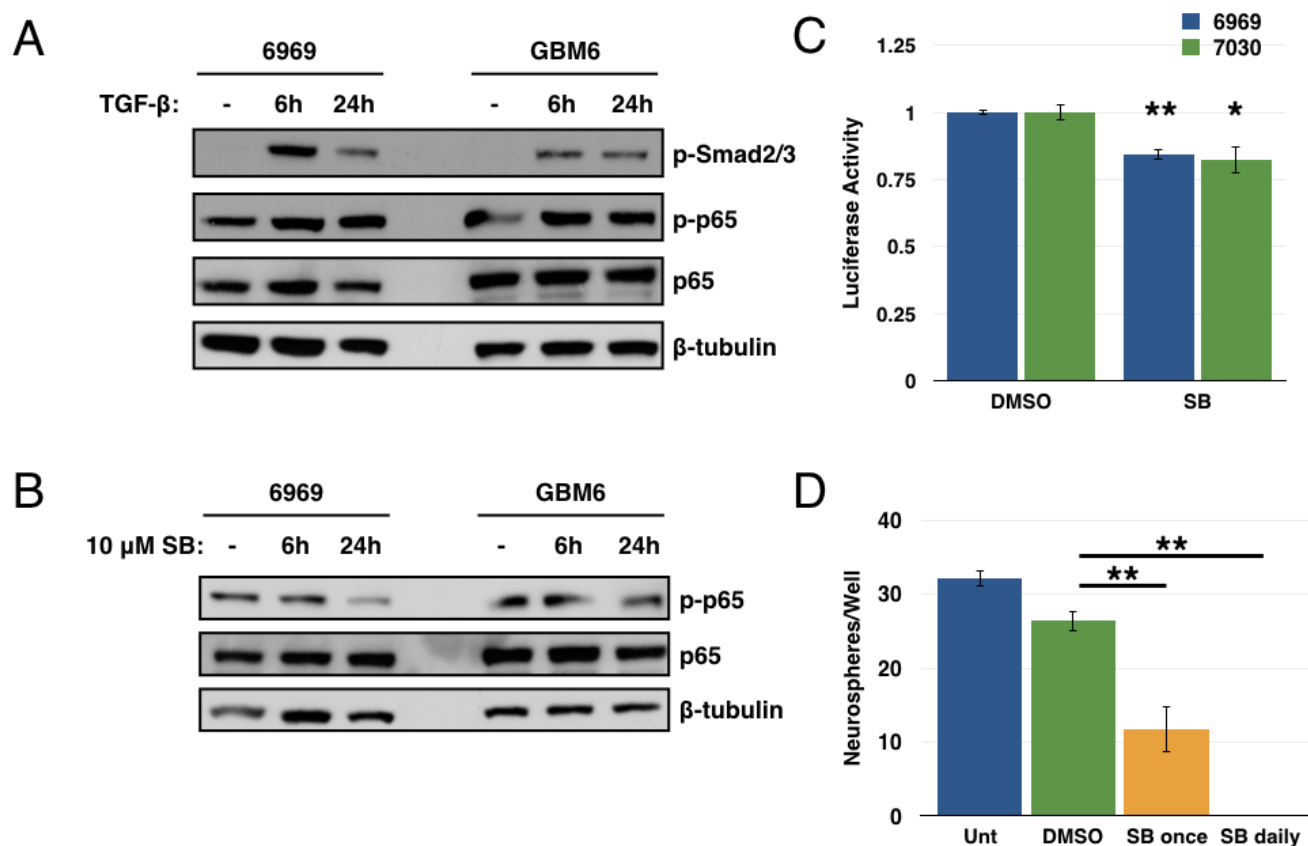 A
6969 GBM6
TGF-β: - 6h 24h - 6h 24h
p-Smad2/3
p-p65
p65
β-tubulin
B
6969 GBM6
10 µM SB: - 6h 24h - 6h 24h
p-p65
p65
β-tubulin
C
6969
7030
Luciferase Activity
1.25
1
0.75
0.5
0.25
0
** *
DMSO SB
D
Neurospheres/Well
40
30
20
10
0
**
**
Unt DMSO SB once SB daily